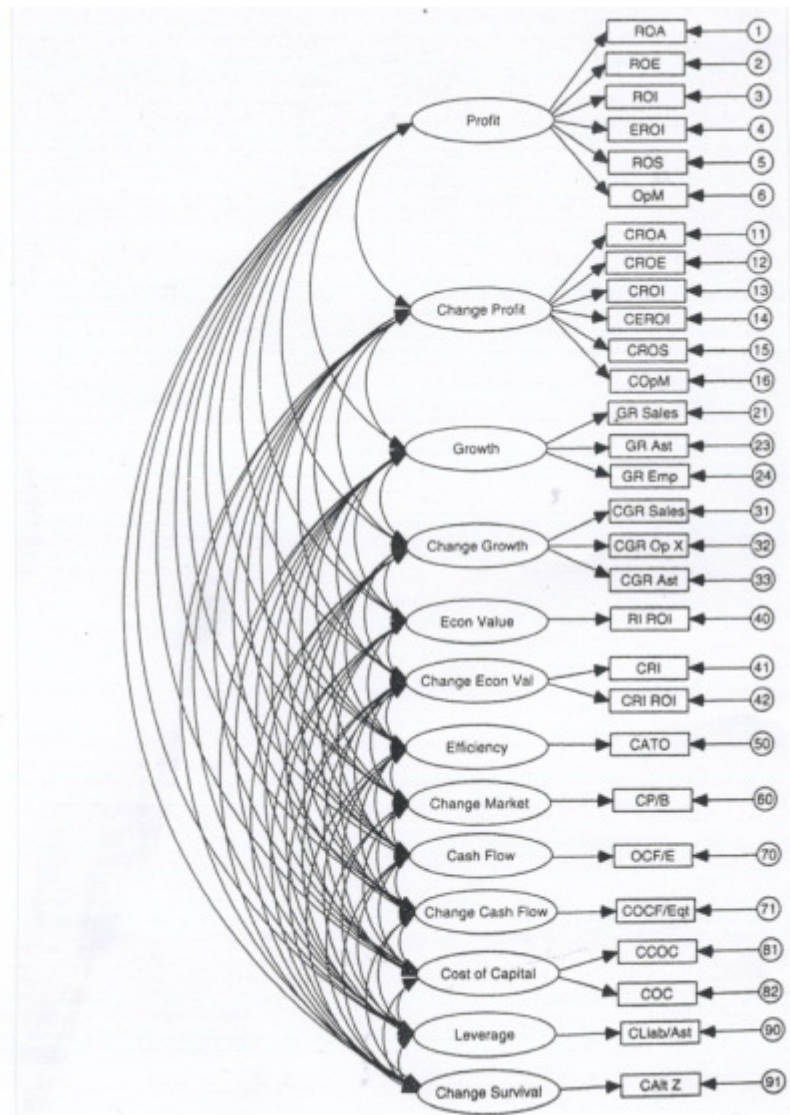 ROA 1
ROE 2
ROI 3
Profit EROI 4
ROS 5
OpM 6
CROA 11
CROE 12
CROI 13
Change Profit CEROI 14
CROS 15
COpM 16
GR Sales 21
Growth GR Ast 23
GR Emp 24
CGR Sales 31
Change Growth CGR Op X 32
CGR Ast 33
Econ Value RI ROI 40
CRI 41
Change Econ Val
CRI ROI 42
Efficiency CATO 50
Change Market CP/B 60
Cash Flow OCF/E 70
Change Cash Flow COCF/Eqt 71
CCOC 81
Cost of Capital
COC 82
Leverage CLiab/Ast 90
Change Survival CAlt Z 91